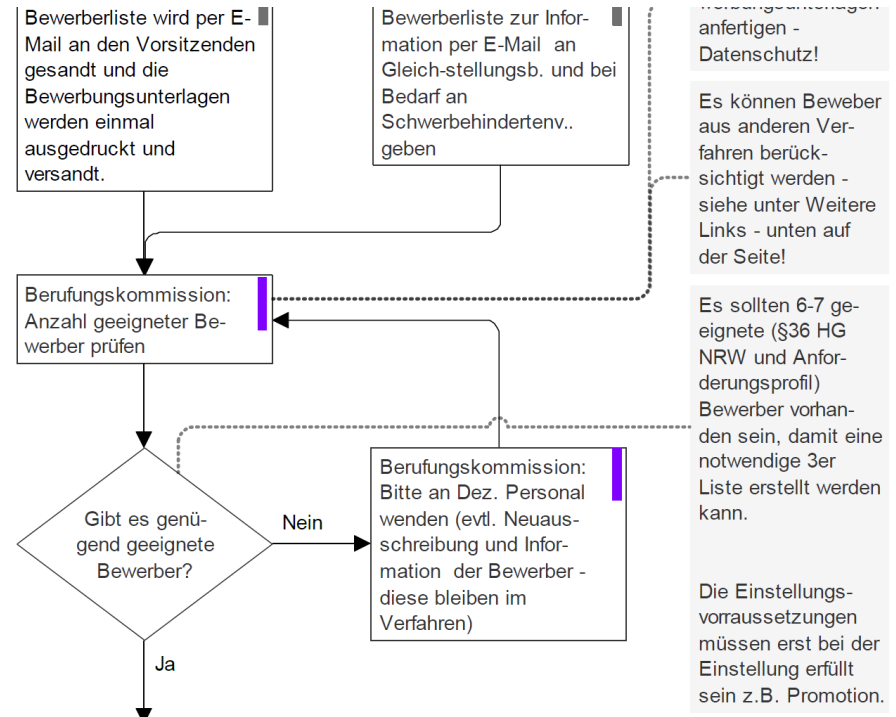 Bewerberliste wird per E-
Mail an den Vorsitzenden
gesandt und die
Bewerbungsunterlagen
werden einmal
ausgedruckt und
versandt.
Bewerberliste zur Infor-
mation per E-Mail an
Gleich-stellungsb. und bei
Bedarf an
Schwerbehindertenv..
geben
anfertigen -
Datenschutz!
Es können Beweber
aus anderen Ver-
fahren berück-
sichtigt werden -
siehe unter Weitere
Links - unten auf
der Seite!
Berufungskommission:
Anzahl geeigneter Be-
werber prüfen
Es sollten 6-7 ge-
eignete (§36 HG
NRW und Anfor-
derungsprofil)
Bewerber vorhan-
den sein, damit eine
notwendige 3er
Liste erstellt werden
kann.
Gibt es genü-
gend geeignete
Bewerber?
Nein
Berufungskommission:
Bitte an Dez. Personal
wenden (evtl. Neuaus-
schreibung und Infor-
mation der Bewerber -
diese bleiben im
Verfahren)
Die Einstellungs-
vorraussetzungen
müssen erst bei der
Einstellung erfüllt
sein z.B. Promotion.
Ja